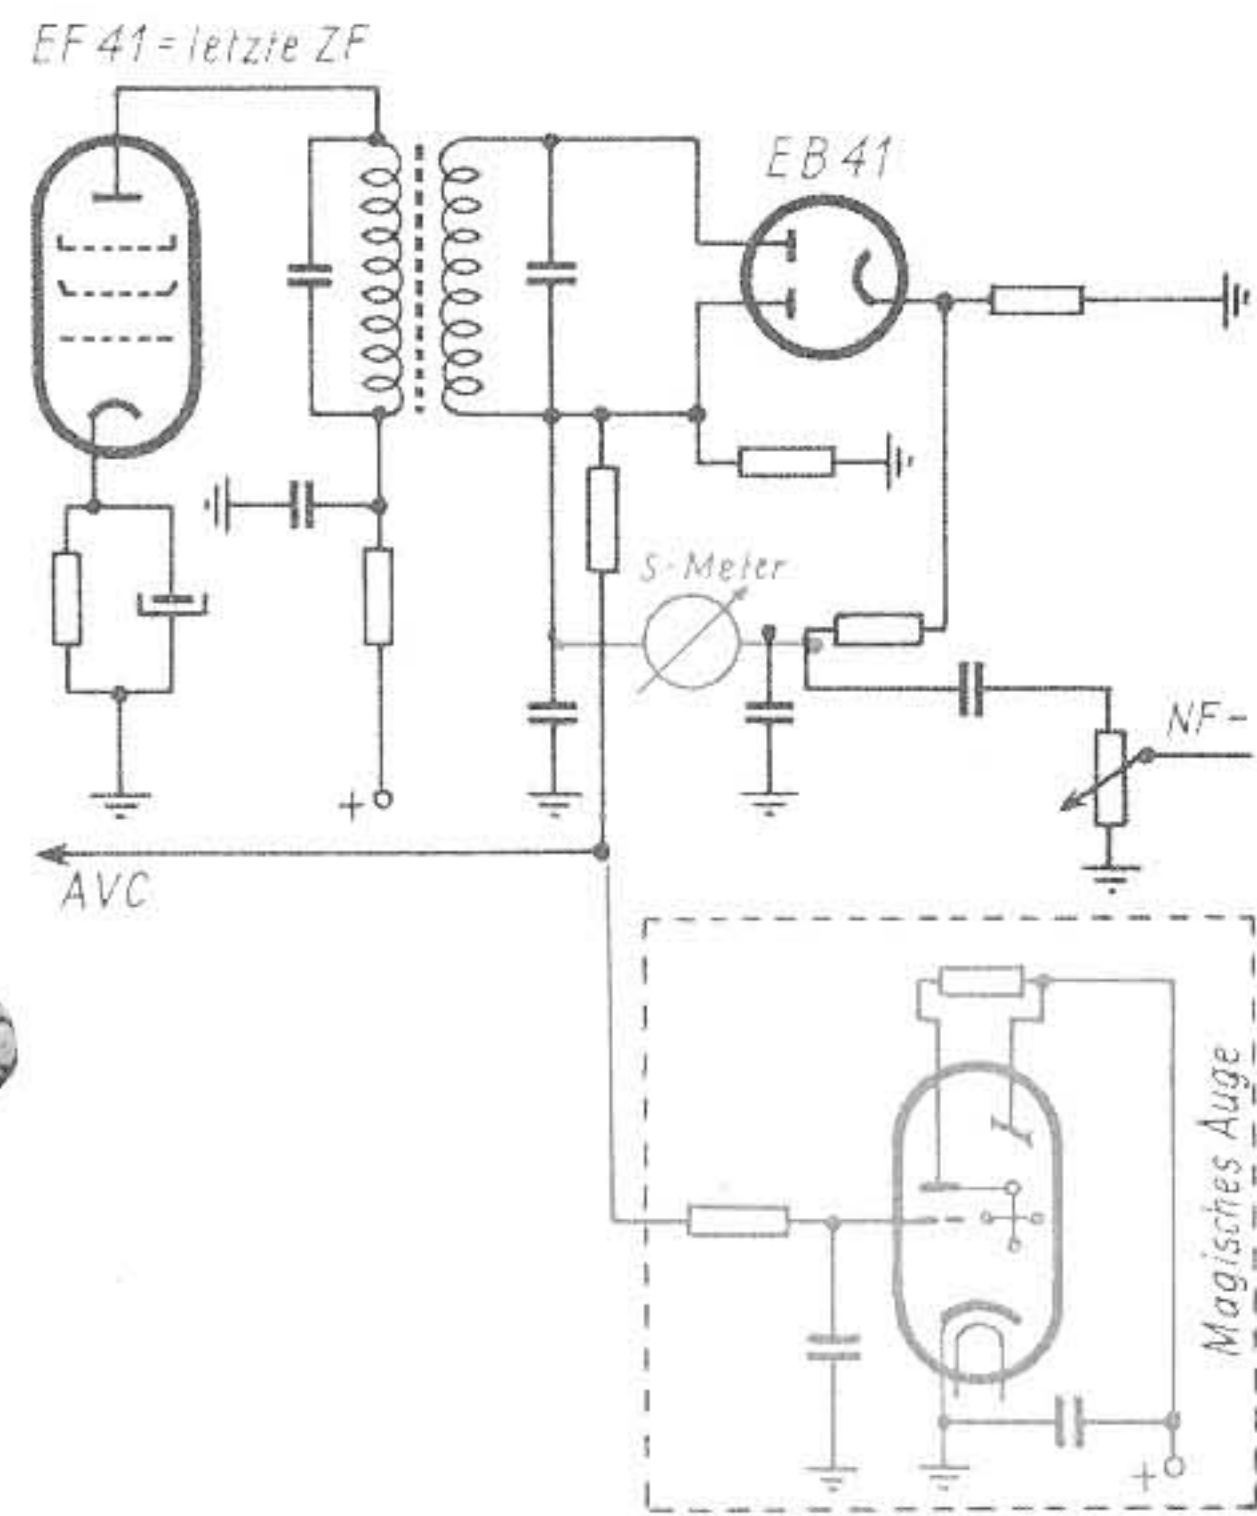 EF 41 = letzte ZF
EB 41
S-Meter
NF-
+
AVC
Magisches Auge
+